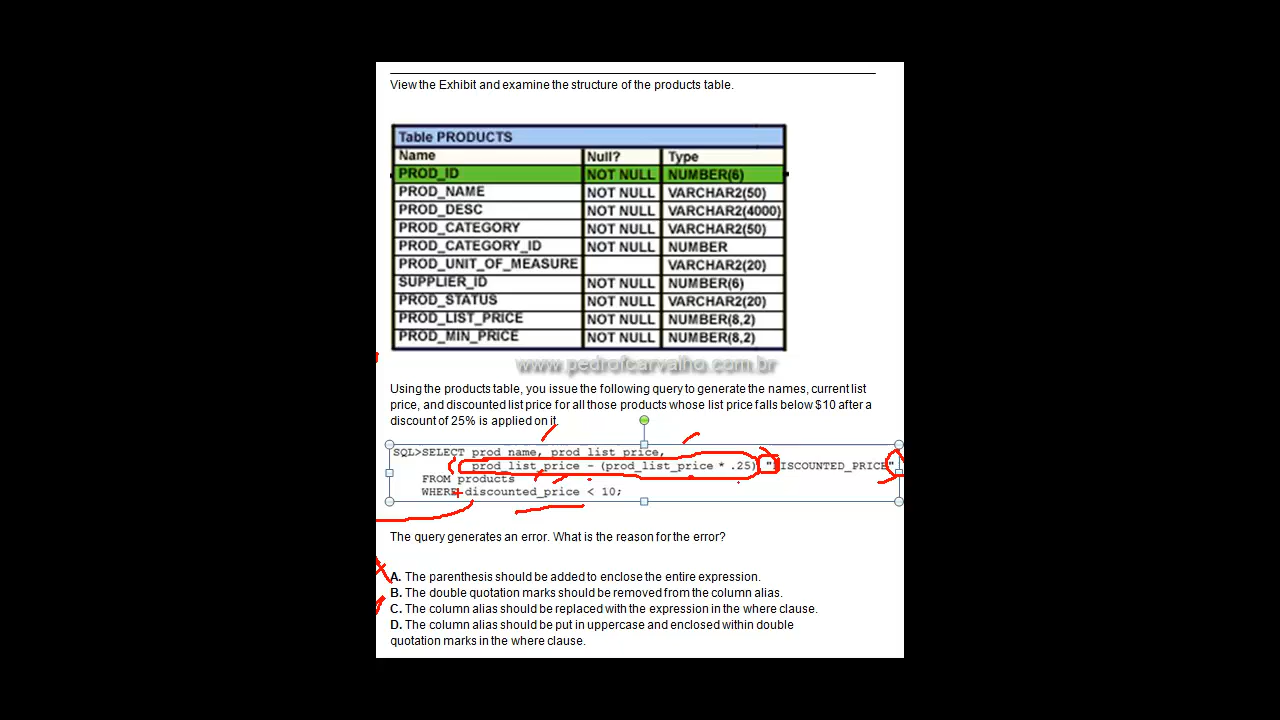 View the Exhibit and examine the structure of the products table.
Table PRODUCTS
Name Null? Type
PROD_ID NOT NULL NUMBER(6)
PROD_NAME NOT NULL VARCHAR2(50)
PROD_DESC NOT NULL VARCHAR2(4000)
PROD_CATEGORY NOT NULL VARCHAR2(50)
PROD_CATEGORY_ID NOT NULL NUMBER
PROD_UNIT_OF_MEASURE VARCHAR2(20)
SUPPLIER_ID NOT NULL NUMBER(6)
PROD_STATUS NOT NULL VARCHAR2(20)
PROD_LIST_PRICE NOT NULL NUMBER(8,2)
PROD_MIN_PRICE NOT NULL NUMBER(8,2)
www.pedrofcarvalho.com.br
Using the products table, you issue the following query to generate the names, current list
price, and discounted list price for all those products whose list price falls below $10 after a
discount of 25% is applied on it.
SQL>SELECT prod_name, prod_list_price,
prod_list_price - (prod_list_price * .25) "DISCOUNTED_PRICE"
FROM products
WHERE discounted_price < 10;
The query generates an error. What is the reason for the error?
A. The parenthesis should be added to enclose the entire expression.
B. The double quotation marks should be removed from the column alias.
C. The column alias should be replaced with the expression in the where clause.
D. The column alias should be put in uppercase and enclosed within double
quotation marks in the where clause.